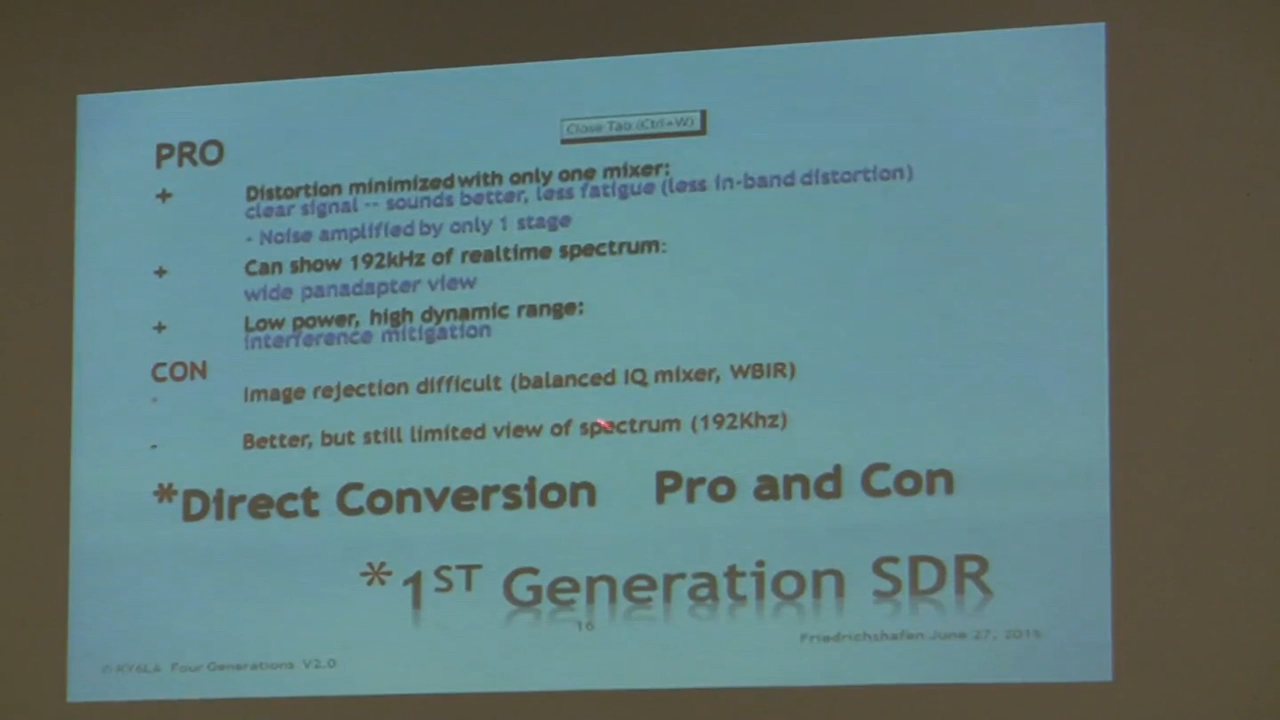 Close Tab (Ctrl+W)
PRO
+ Distortion minimized with only one mixer:
clear signal -- sounds better, less fatigue (less in-band distortion)
- Noise amplified by only 1 stage
+ Can show 192kHz of realtime spectrum:
wide panadapter view
+ Low power, high dynamic range:
interference mitigation
CON
- Image rejection difficult (balanced IQ mixer, WBIR)
- Better, but still limited view of spectrum (192Khz)
*Direct Conversion Pro and Con
*1ST Generation SDR
16
Friedrichshafen June 27, 2015
© KY6LA Four Generations V2.0